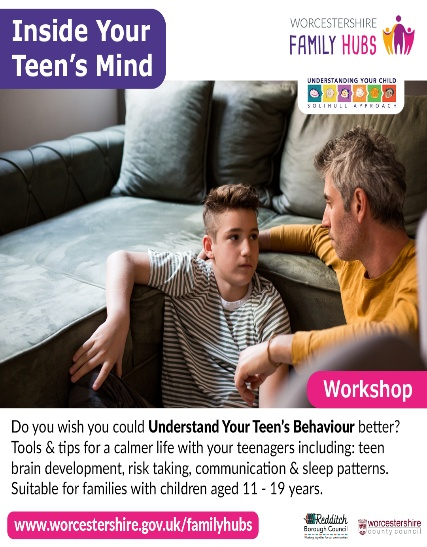 Inside Your
Teen's Mind
WORCESTERSHIRE
FAMILY HUBS
UNDERSTANDING YOUR CHILD
SOLIHULL APPROACH
Workshop
Do you wish you could Understand Your Teen's Behaviour better?
Tools & tips for a calmer life with your teenagers including: teen
brain development, risk taking, communication & sleep patterns.
Suitable for families with children aged 11 - 19 years.
www.worcestershire.gov.uk/familyhubs
Redditch
Borough Council
worcestershire
county council